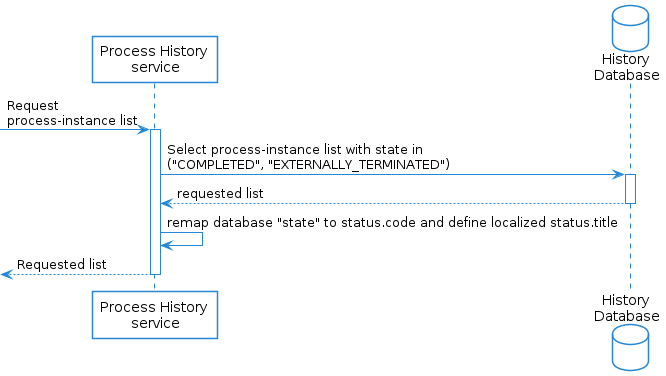 Process History
service
History
Database
Request
process-instance list
Select process-instance list with state in
("COMPLETED", "EXTERNALLY_TERMINATED")
requested list
remap database "state" to status.code and define localized status.title
Requested list
Process History
service
History
Database